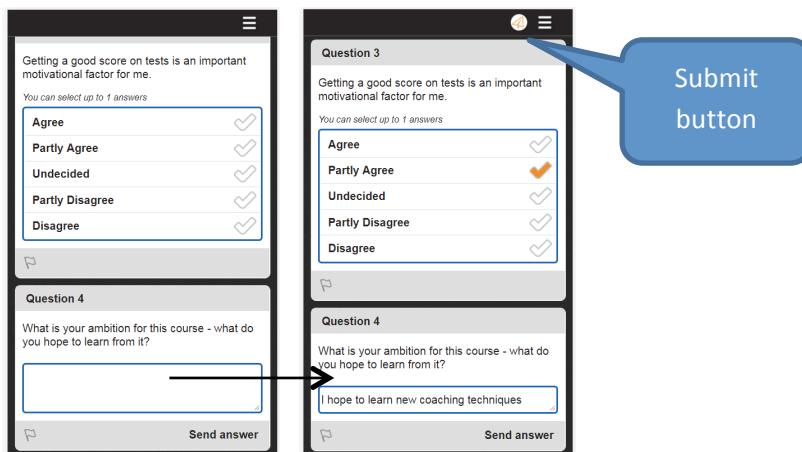 Getting a good score on tests is an important
motivational factor for me.
You can select up to 1 answers
Agree
Partly Agree
Undecided
Partly Disagree
Disagree
Question 4
What is your ambition for this course - what do
you hope to learn from it?
Send answer
Question 3
Getting a good score on tests is an important
motivational factor for me.
You can select up to 1 answers
Agree
Partly Agree
Undecided
Partly Disagree
Disagree
Question 4
What is your ambition for this course - what do
you hope to learn from it?
I hope to learn new coaching techniques
Send answer
Submit
button